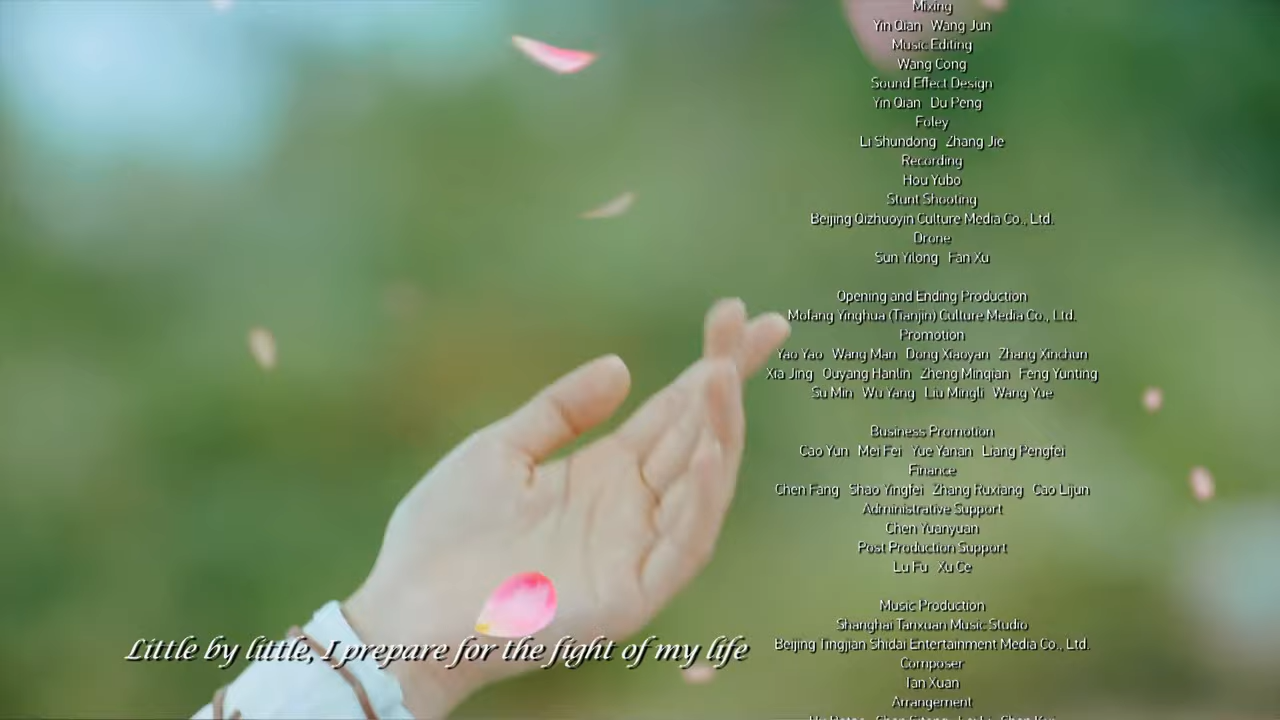 Mixing
Yin Qian Wang Jun
Music Editing
Wang Cong
Sound Effect Design
Yin Qian Du Peng
Foley
Li Shundong Zhang Jie
Recording
Hou Yubo
Stunt Shooting
Beijing Qizhuoyin Culture Media Co., Ltd.
Drone
Sun Yilong Fan Xu
Opening and Ending Production
Mofang Yinghua (Tianjin) Culture Media Co., Ltd.
Promotion
Yao Yao Wang Man Dong Xiaoyan Zhang Xinchun
Xia Jing Ouyang Hanlin Zheng Minqian Feng Yunting
Su Min Wu Yang Liu Mingli Wang Yue
Business Promotion
Cao Yun Mei Fei Yue Yanan Liang Pengfei
Finance
Chen Fang Shao Yingfei Zhang Ruxiang Cao Lijun
Administrative Support
Chen Yuanyuan
Post Production Support
Lu Fu Xu Ce
Music Production
Shanghai Tanxuan Music Studio
Beijing Tingjian Shidai Entertainment Media Co., Ltd.
Composer
Tan Xuan
Arrangement
Little by little, I prepare for the fight of my life